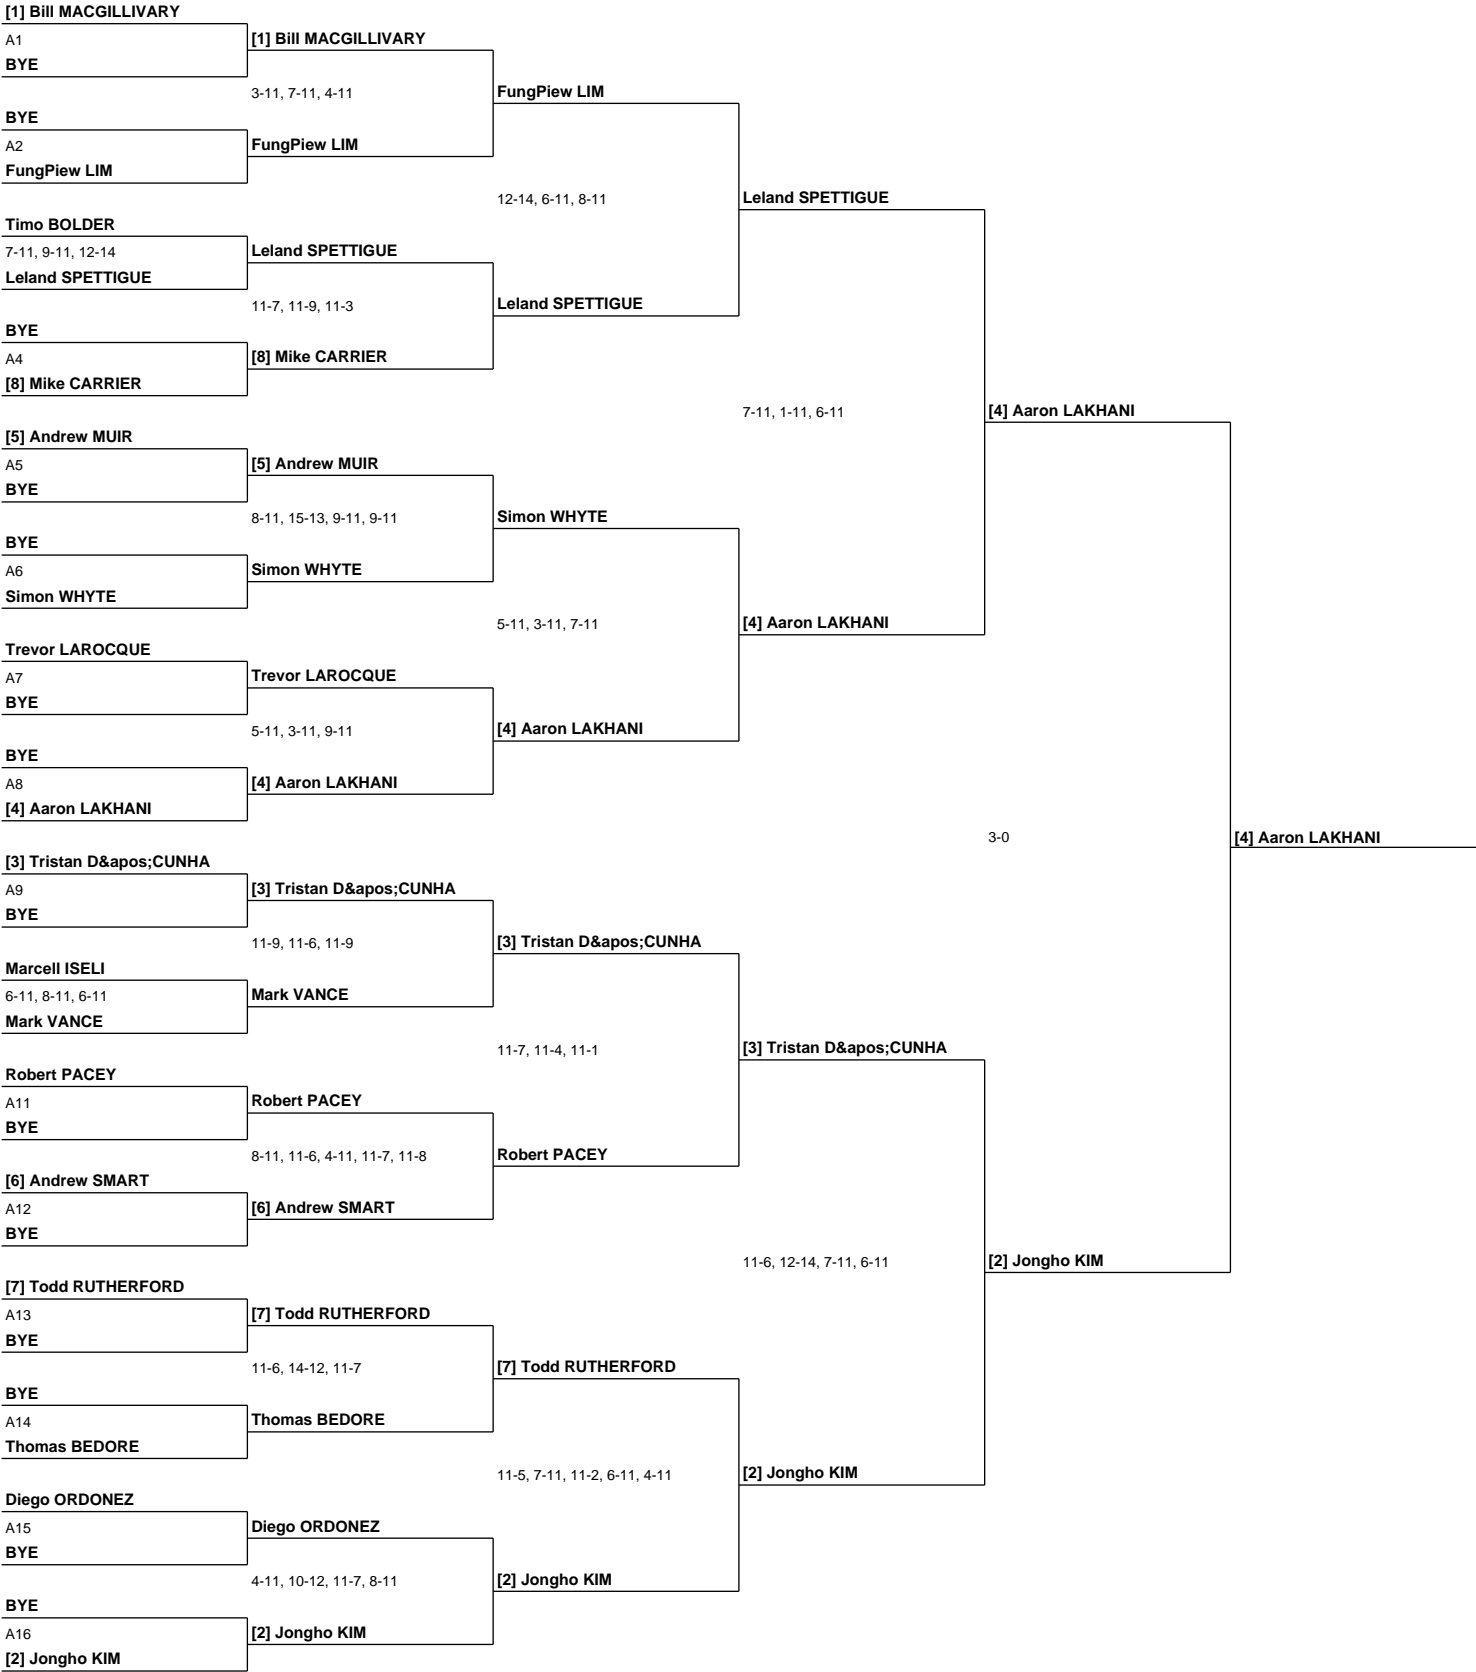 [1] Bill MACGILLIVARY
A1
[1] Bill MACGILLIVARY
BYE
3-11, 7-11, 4-11
FungPiew LIM
BYE
A2
FungPiew LIM
FungPiew LIM
12-14, 6-11, 8-11
Leland SPETTIGUE
Timo BOLDER
7-11, 9-11, 12-14
Leland SPETTIGUE
Leland SPETTIGUE
11-7, 11-9, 11-3
Leland SPETTIGUE
BYE
A4
[8] Mike CARRIER
[8] Mike CARRIER
7-11, 1-11, 6-11
[4] Aaron LAKHANI
[5] Andrew MUIR
A5
[5] Andrew MUIR
BYE
8-11, 15-13, 9-11, 9-11
Simon WHYTE
BYE
A6
Simon WHYTE
Simon WHYTE
5-11, 3-11, 7-11
[4] Aaron LAKHANI
Trevor LAROCQUE
A7
Trevor LAROCQUE
BYE
5-11, 3-11, 9-11
[4] Aaron LAKHANI
BYE
A8
[4] Aaron LAKHANI
[4] Aaron LAKHANI
3-0
[4] Aaron LAKHANI
[3] Tristan D&apos;CUNHA
A9
[3] Tristan D&apos;CUNHA
BYE
11-9, 11-6, 11-9
[3] Tristan D&apos;CUNHA
Marcell ISELI
6-11, 8-11, 6-11
Mark VANCE
Mark VANCE
11-7, 11-4, 11-1
[3] Tristan D&apos;CUNHA
Robert PACEY
A11
Robert PACEY
BYE
8-11, 11-6, 4-11, 11-7, 11-8
Robert PACEY
[6] Andrew SMART
A12
[6] Andrew SMART
BYE
11-6, 12-14, 7-11, 6-11
[2] Jongho KIM
[7] Todd RUTHERFORD
A13
[7] Todd RUTHERFORD
BYE
11-6, 14-12, 11-7
[7] Todd RUTHERFORD
BYE
A14
Thomas BEDORE
Thomas BEDORE
11-5, 7-11, 11-2, 6-11, 4-11
[2] Jongho KIM
Diego ORDONEZ
A15
Diego ORDONEZ
BYE
4-11, 10-12, 11-7, 8-11
[2] Jongho KIM
BYE
A16
[2] Jongho KIM
[2] Jongho KIM